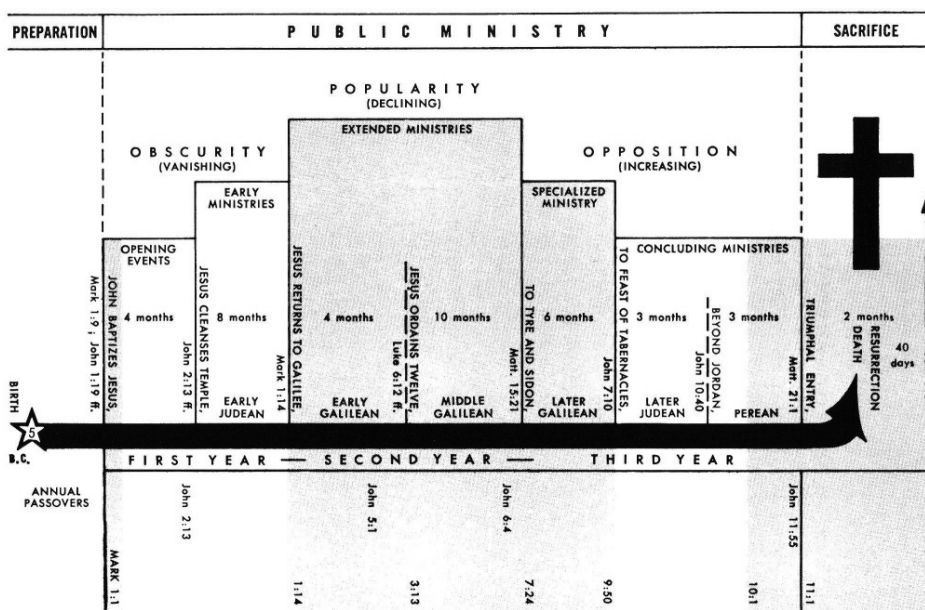 PREPARATION
PUBLIC MINISTRY
SACRIFICE
POPULARITY
(DECLINING)
EXTENDED MINISTRIES
OBSCURITY
(VANISHING)
OPPOSITION
(INCREASING)
EARLY
MINISTRIES
SPECIALIZED
MINISTRY
OPENING
EVENTS
CONCLUDING MINISTRIES
Mark 1:9 ; John 1:19 ff.
JOHN BAPTIZES JESUS,
4 months
John 2:13 ff.
JESUS CLEANSES TEMPLE,
8 months
Mark 1:14
JESUS RETURNS TO GALILEE,
4 months
Luke 6:12 ff.
JESUS ORDAINS TWELVE,
10 months
Matt. 15:21
TO TYRE AND SIDON,
6 months
John 7:10
TO FEAST OF TABERNACLES,
3 months
John 10:40
BEYOND JORDAN,
3 months
Matt. 21:1
TRIUMPHAL ENTRY,
2 months
DEATH
RESURRECTION
40
days
EARLY
JUDEAN
EARLY
GALILEAN
MIDDLE
GALILEAN
LATER
GALILEAN
LATER
JUDEAN
PEREAN
BIRTH
5
B.C.
FIRST YEAR — SECOND YEAR — THIRD YEAR
ANNUAL
PASSOVERS
John 2:13
John 5:1
John 6:4
John 11:55
MARK 1:1
1:14
3:13
7:24
9:50
10:1
11:1